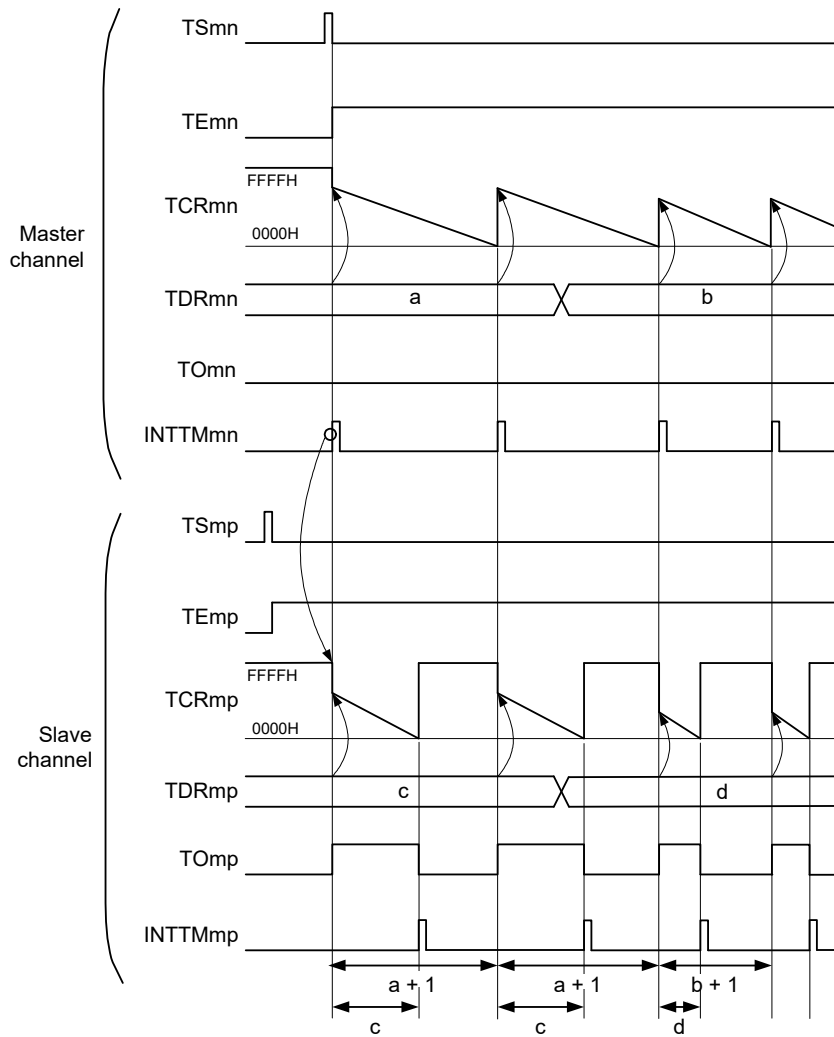 TSmn
TEmn
FFFFH
TCRmn
0000H
Master
channel
TDRmn
a
b
TOmn
INTTMmn
TSmp
TEmp
FFFFH
TCRmp
0000H
Slave
channel
TDRmp
c
d
TOmp
INTTMmp
a + 1
a + 1
b + 1
c
c
d